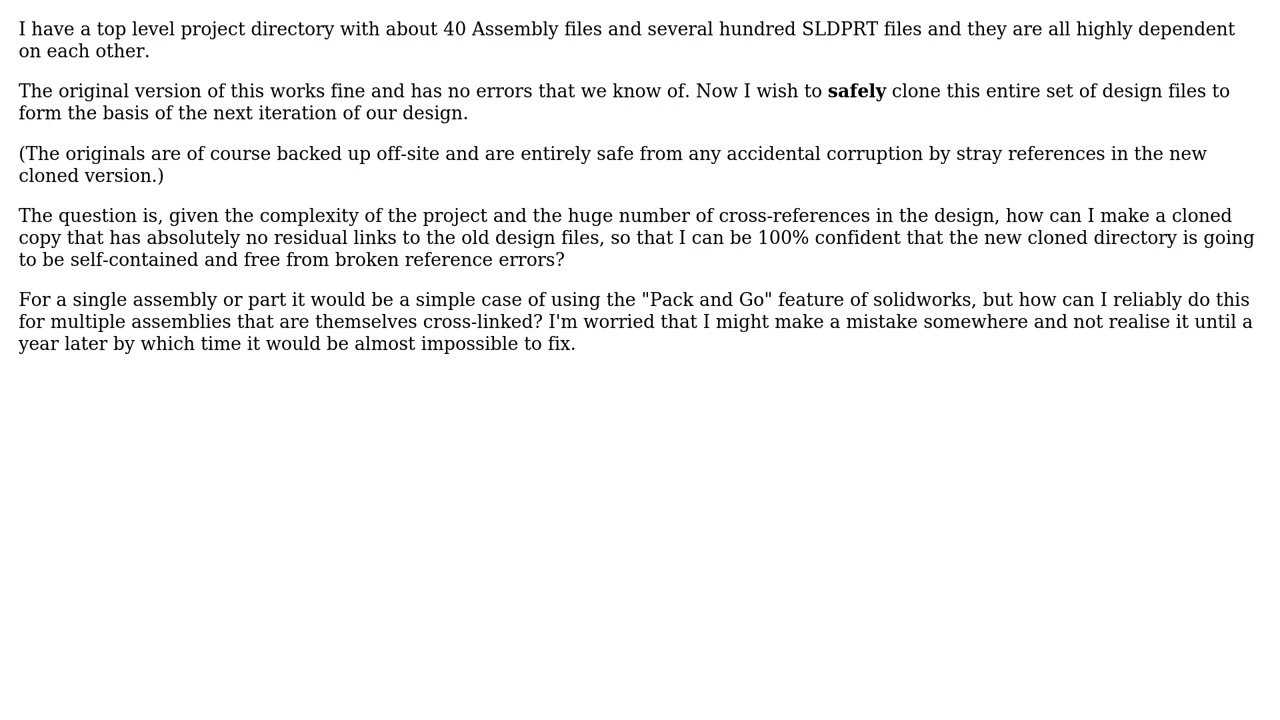 I have a top level project directory with about 40 Assembly files and several hundred SLDPRT files and they are all highly dependent
on each other.
The original version of this works fine and has no errors that we know of. Now I wish to safely clone this entire set of design files to
form the basis of the next iteration of our design.
(The originals are of course backed up off-site and are entirely safe from any accidental corruption by stray references in the new
cloned version.)
The question is, given the complexity of the project and the huge number of cross-references in the design, how can I make a cloned
copy that has absolutely no residual links to the old design files, so that I can be 100% confident that the new cloned directory is going
to be self-contained and free from broken reference errors?
For a single assembly or part it would be a simple case of using the "Pack and Go" feature of solidworks, but how can I reliably do this
for multiple assemblies that are themselves cross-linked? I'm worried that I might make a mistake somewhere and not realise it until a
year later by which time it would be almost impossible to fix.